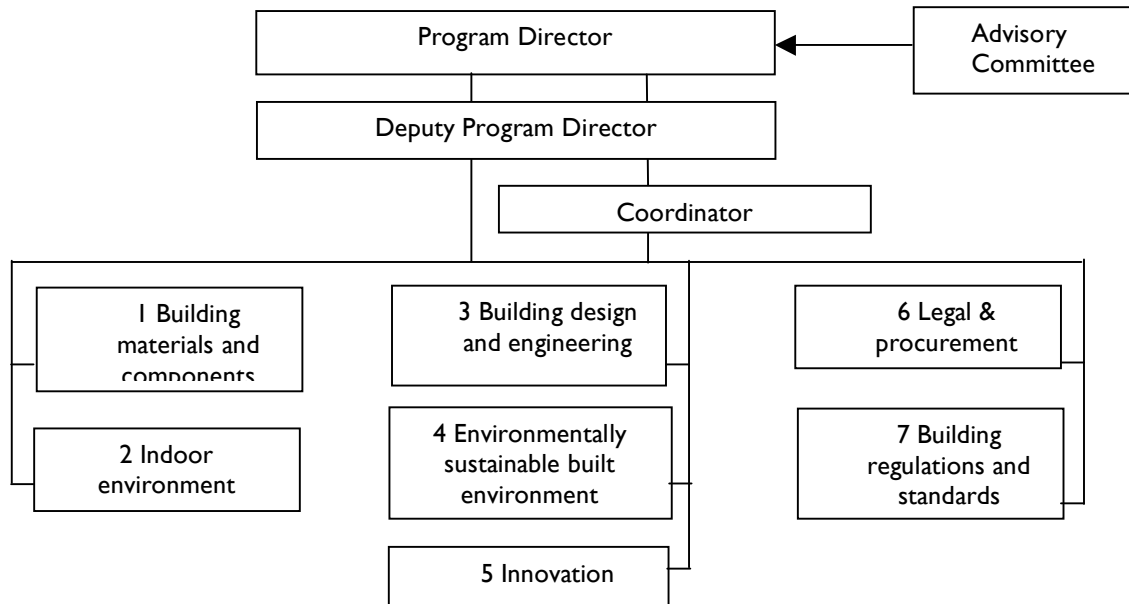 Program Director
Advisory
Committee
Deputy Program Director
Coordinator
1 Building
materials and
components
2 Indoor
environment
3 Building design
and engineering
4 Environmentally
sustainable built
environment
5 Innovation
6 Legal &
procurement
7 Building
regulations and
standards